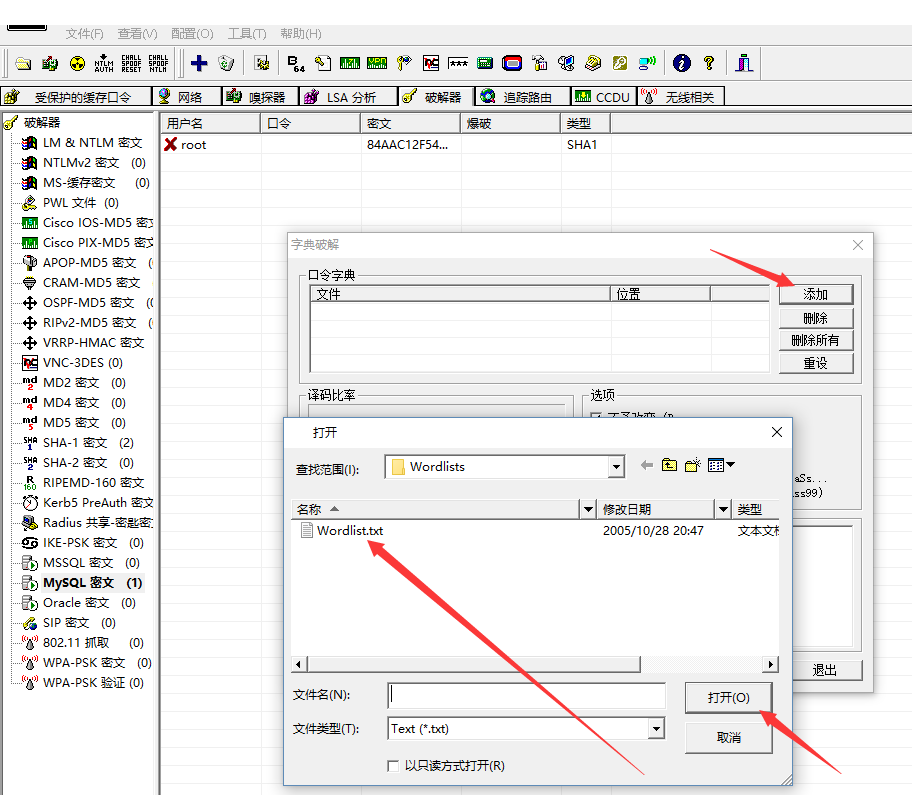 文件(F) 查看(V) 配置(O) 工具(T) 帮助(H)
NTLM AUTH CHALL SPOOF RESET CHALL SPOOF NTLM B 64
受保护的缓存口令 网络 嗅探器 LSA 分析 破解器 追踪路由 CCDU 无线相关
破解器
LM & NTLM 密文
NTLMv2 密文 (0)
MS-缓存密文 (0)
PWL 文件 (0)
Cisco IOS-MD5 密文
Cisco PIX-MD5 密文
APOP-MD5 密文 (
CRAM-MD5 密文
OSPF-MD5 密文 (0
RIPv2-MD5 密文 (
VRRP-HMAC 密文
VNC-3DES (0)
MD2 密文 (0)
MD4 密文 (0)
MD5 密文 (0)
SHA-1 密文 (2)
SHA-2 密文 (0)
RIPEMD-160 密文
Kerb5 PreAuth 密文
Radius 共享-密匙密
IKE-PSK 密文 (0)
MSSQL 密文 (0)
MySQL 密文 (1)
Oracle 密文 (0)
SIP 密文 (0)
802.11 抓取 (0)
WPA-PSK 密文 (0)
WPA-PSK 验证 (0)
用户名 口令 密文 爆破 类型
root 84AAC12F54... SHA1
字典破解
口令字典
文件 位置
添加
删除
删除所有
重设
译码比率 选项
aSs...
ss99)
退出
打开
查找范围(I): Wordlists
名称 修改日期 类型
Wordlist.txt 2005/10/28 20:47 文本文档
文件名(N): 打开(O)
文件类型(T): Text (*.txt) 取消
以只读方式打开(R)